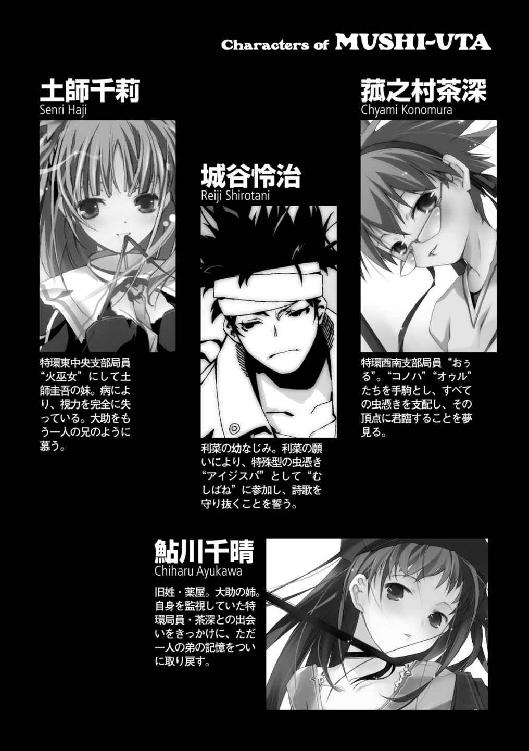 Characters of MUSHI-UTA
土師千莉
Senri Haji
特環東中央支部局員
“火巫女”にして土
師圭吾の妹。病によ
り、視力を完全に失
っている。大助をも
う一人の兄のように
慕う。
城谷怜治
Reiji Shirotani
利菜の幼なじみ。利菜の願
いにより、特殊型の虫憑き
“アイジスパ”として“む
しばね”に参加し、詩歌を
守り抜くことを誓う。
菰之村茶深
Chyami Konomura
特環西南支部局員“おぅ
る”。“コノハ”“オゥル”
たちを手駒とし、すべて
の虫憑きを支配し、その
頂点に君臨することを夢
見る。
鮎川千晴
Chiharu Ayukawa
旧姓・薬屋。大助の姉。
自身を監視していた特
環局員・茶深との出会
いをきっかけに、ただ
一人の弟の記憶をつい
に取り戻す。